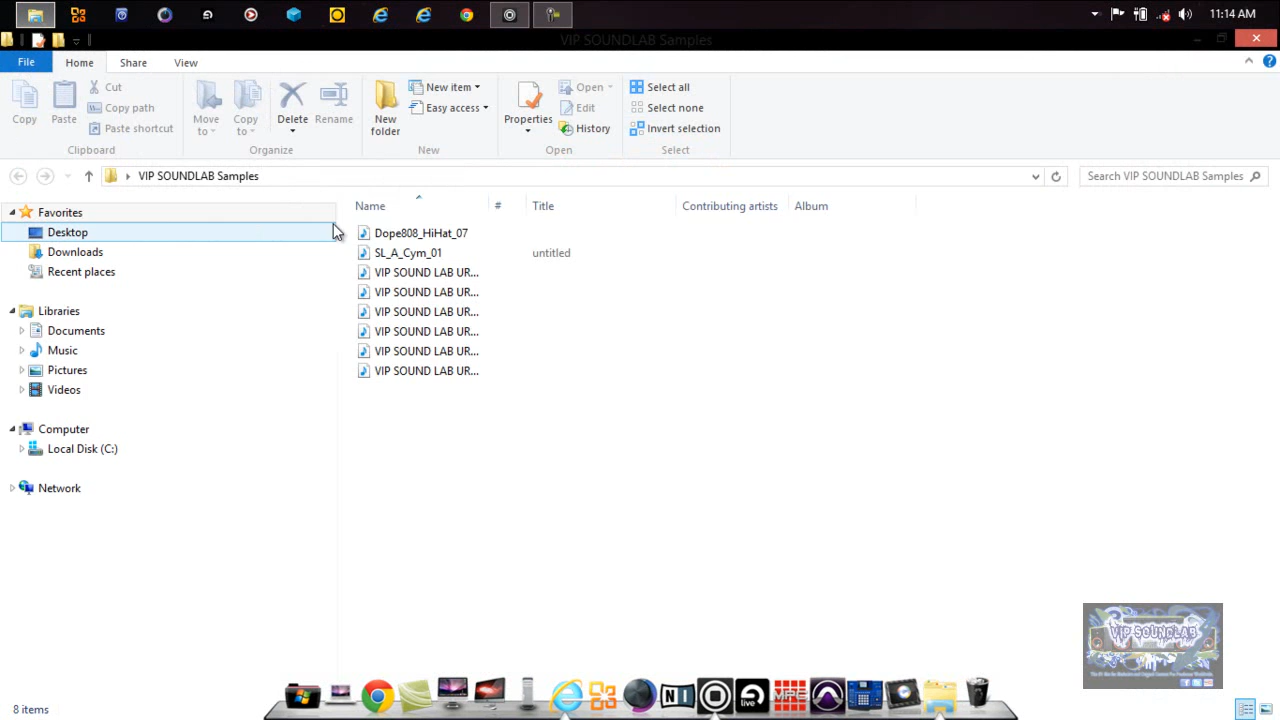 11:14 AM
VIP SOUNDLAB Samples
File Home Share View
Copy
Paste
Cut
Copy path
Paste shortcut
Clipboard
Move to
Copy to
Delete
Rename
Organize
New folder
New item
Easy access
New
Properties
Open
Edit
History
Open
Select all
Select none
Invert selection
Select
VIP SOUNDLAB Samples
Search VIP SOUNDLAB Samples
Name # Title Contributing artists Album
Favorites
Desktop
Downloads
Recent places
Libraries
Documents
Music
Pictures
Videos
Computer
Local Disk (C:)
Network
Dope808_HiHat_07
SL_A_Cym_01 untitled
VIP SOUND LAB UR...
VIP SOUND LAB UR...
VIP SOUND LAB UR...
VIP SOUND LAB UR...
VIP SOUND LAB UR...
VIP SOUND LAB UR...
VIP SOUNDLAB
NI
live
MPC
8 items